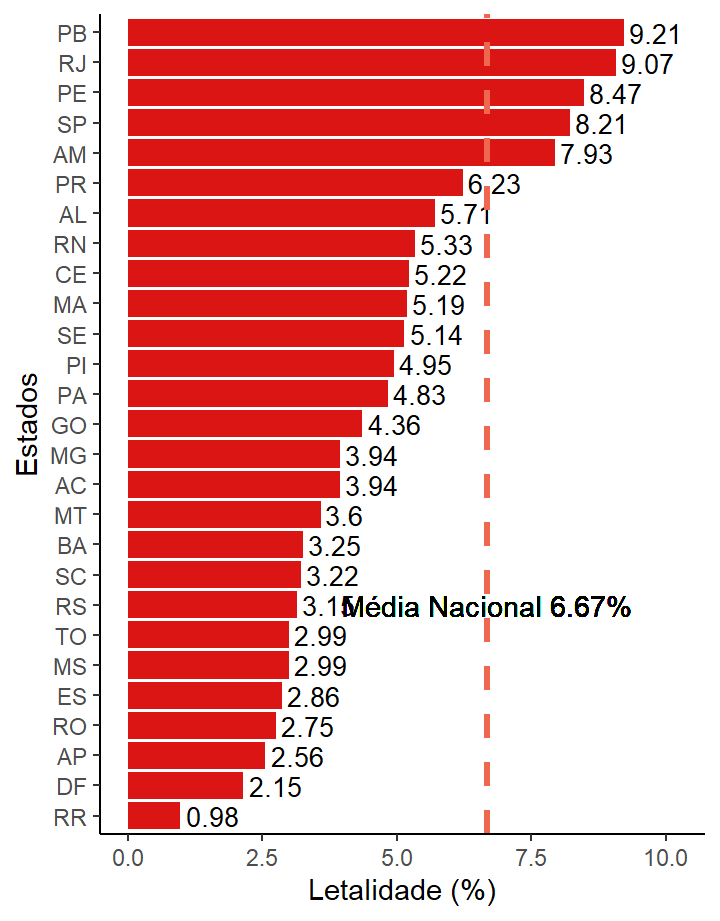 PB 9.21
RJ 9.07
PE 8.47
SP 8.21
AM 7.93
PR 6.23
AL 5.71
RN 5.33
CE 5.22
MA 5.19
SE 5.14
PI 4.95
PA 4.83
GO 4.36
MG 3.94
AC 3.94
MT 3.6
BA 3.25
SC 3.22
RS 3.15 Média Nacional 6.67%
TO 2.99
MS 2.99
ES 2.86
RO 2.75
AP 2.56
DF 2.15
RR 0.98
Estados
0.0 2.5 5.0 7.5 10.0
Letalidade (%)